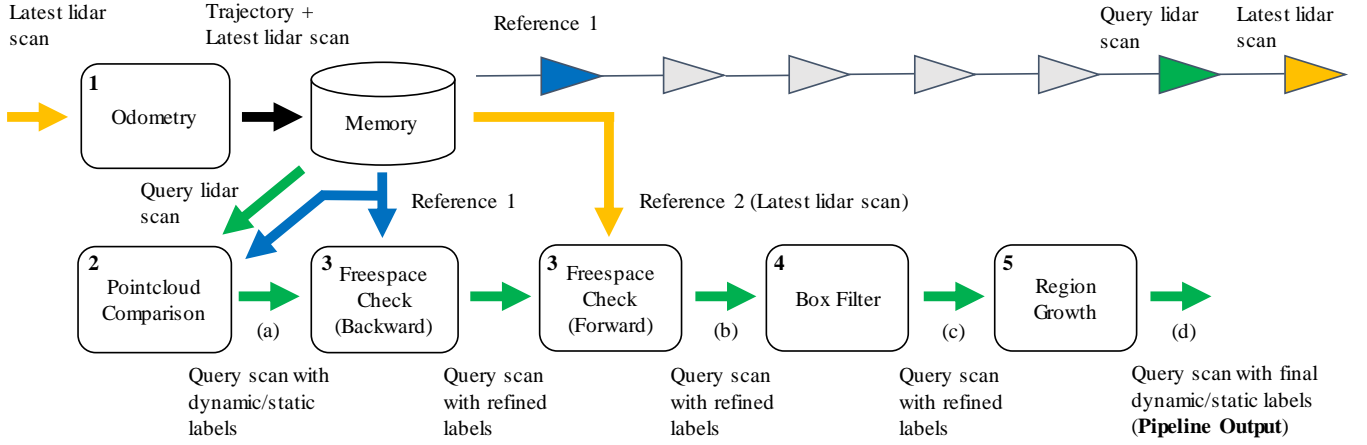 Latest lidar
scan
Trajectory +
Latest lidar scan
Reference 1
Query lidar
scan
Latest lidar
scan
1
Odometry
Memory
Query lidar
scan
Reference 1
Reference 2 (Latest lidar scan)
2
Pointcloud
Comparison
(a)
3
Freespace
Check
(Backward)
3
Freespace
Check
(Forward)
(b)
4
Box Filter
(c)
5
Region
Growth
(d)
Query scan with
dynamic/static
labels
Query scan
with refined
labels
Query scan
with refined
labels
Query scan
with refined
labels
Query scan with final
dynamic/static labels
(Pipeline Output)